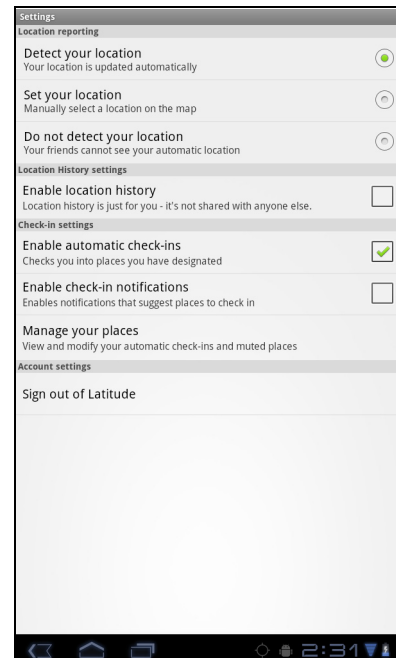 Settings
Location reporting
Detect your location
Your location is updated automatically
Set your location
Manually select a location on the map
Do not detect your location
Your friends cannot see your automatic location
Location History settings
Enable location history
Location history is just for you - it's not shared with anyone else.
Check-in settings
Enable automatic check-ins
Checks you into places you have designated
Enable check-in notifications
Enables notifications that suggest places to check in
Manage your places
View and modify your automatic check-ins and muted places
Account settings
Sign out of Latitude
2:31